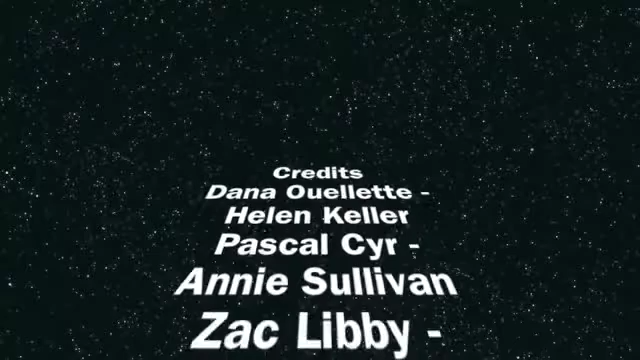 Credits
Dana Ouellette -
Helen Keller
Pascal Cyr -
Annie Sullivan
Zac Libby -